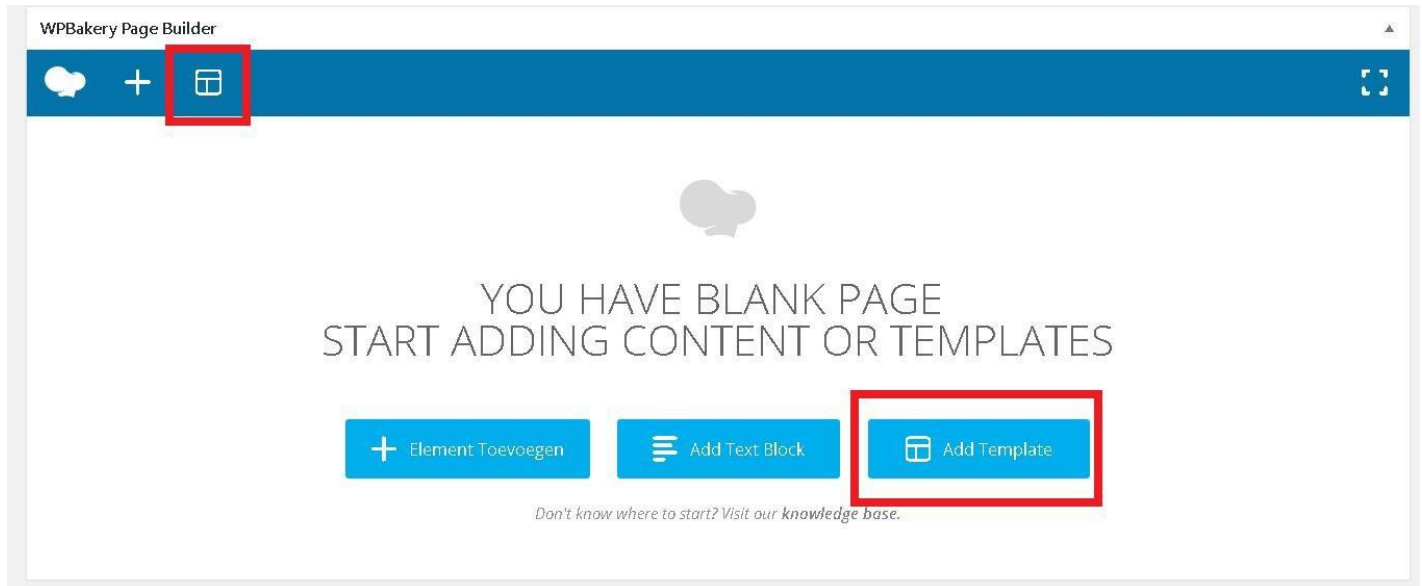 WPBakery Page Builder
YOU HAVE BLANK PAGE
START ADDING CONTENT OR TEMPLATES
Element Toevoegen
Add Text Block
Add Template
Don't know where to start? Visit our knowledge base.